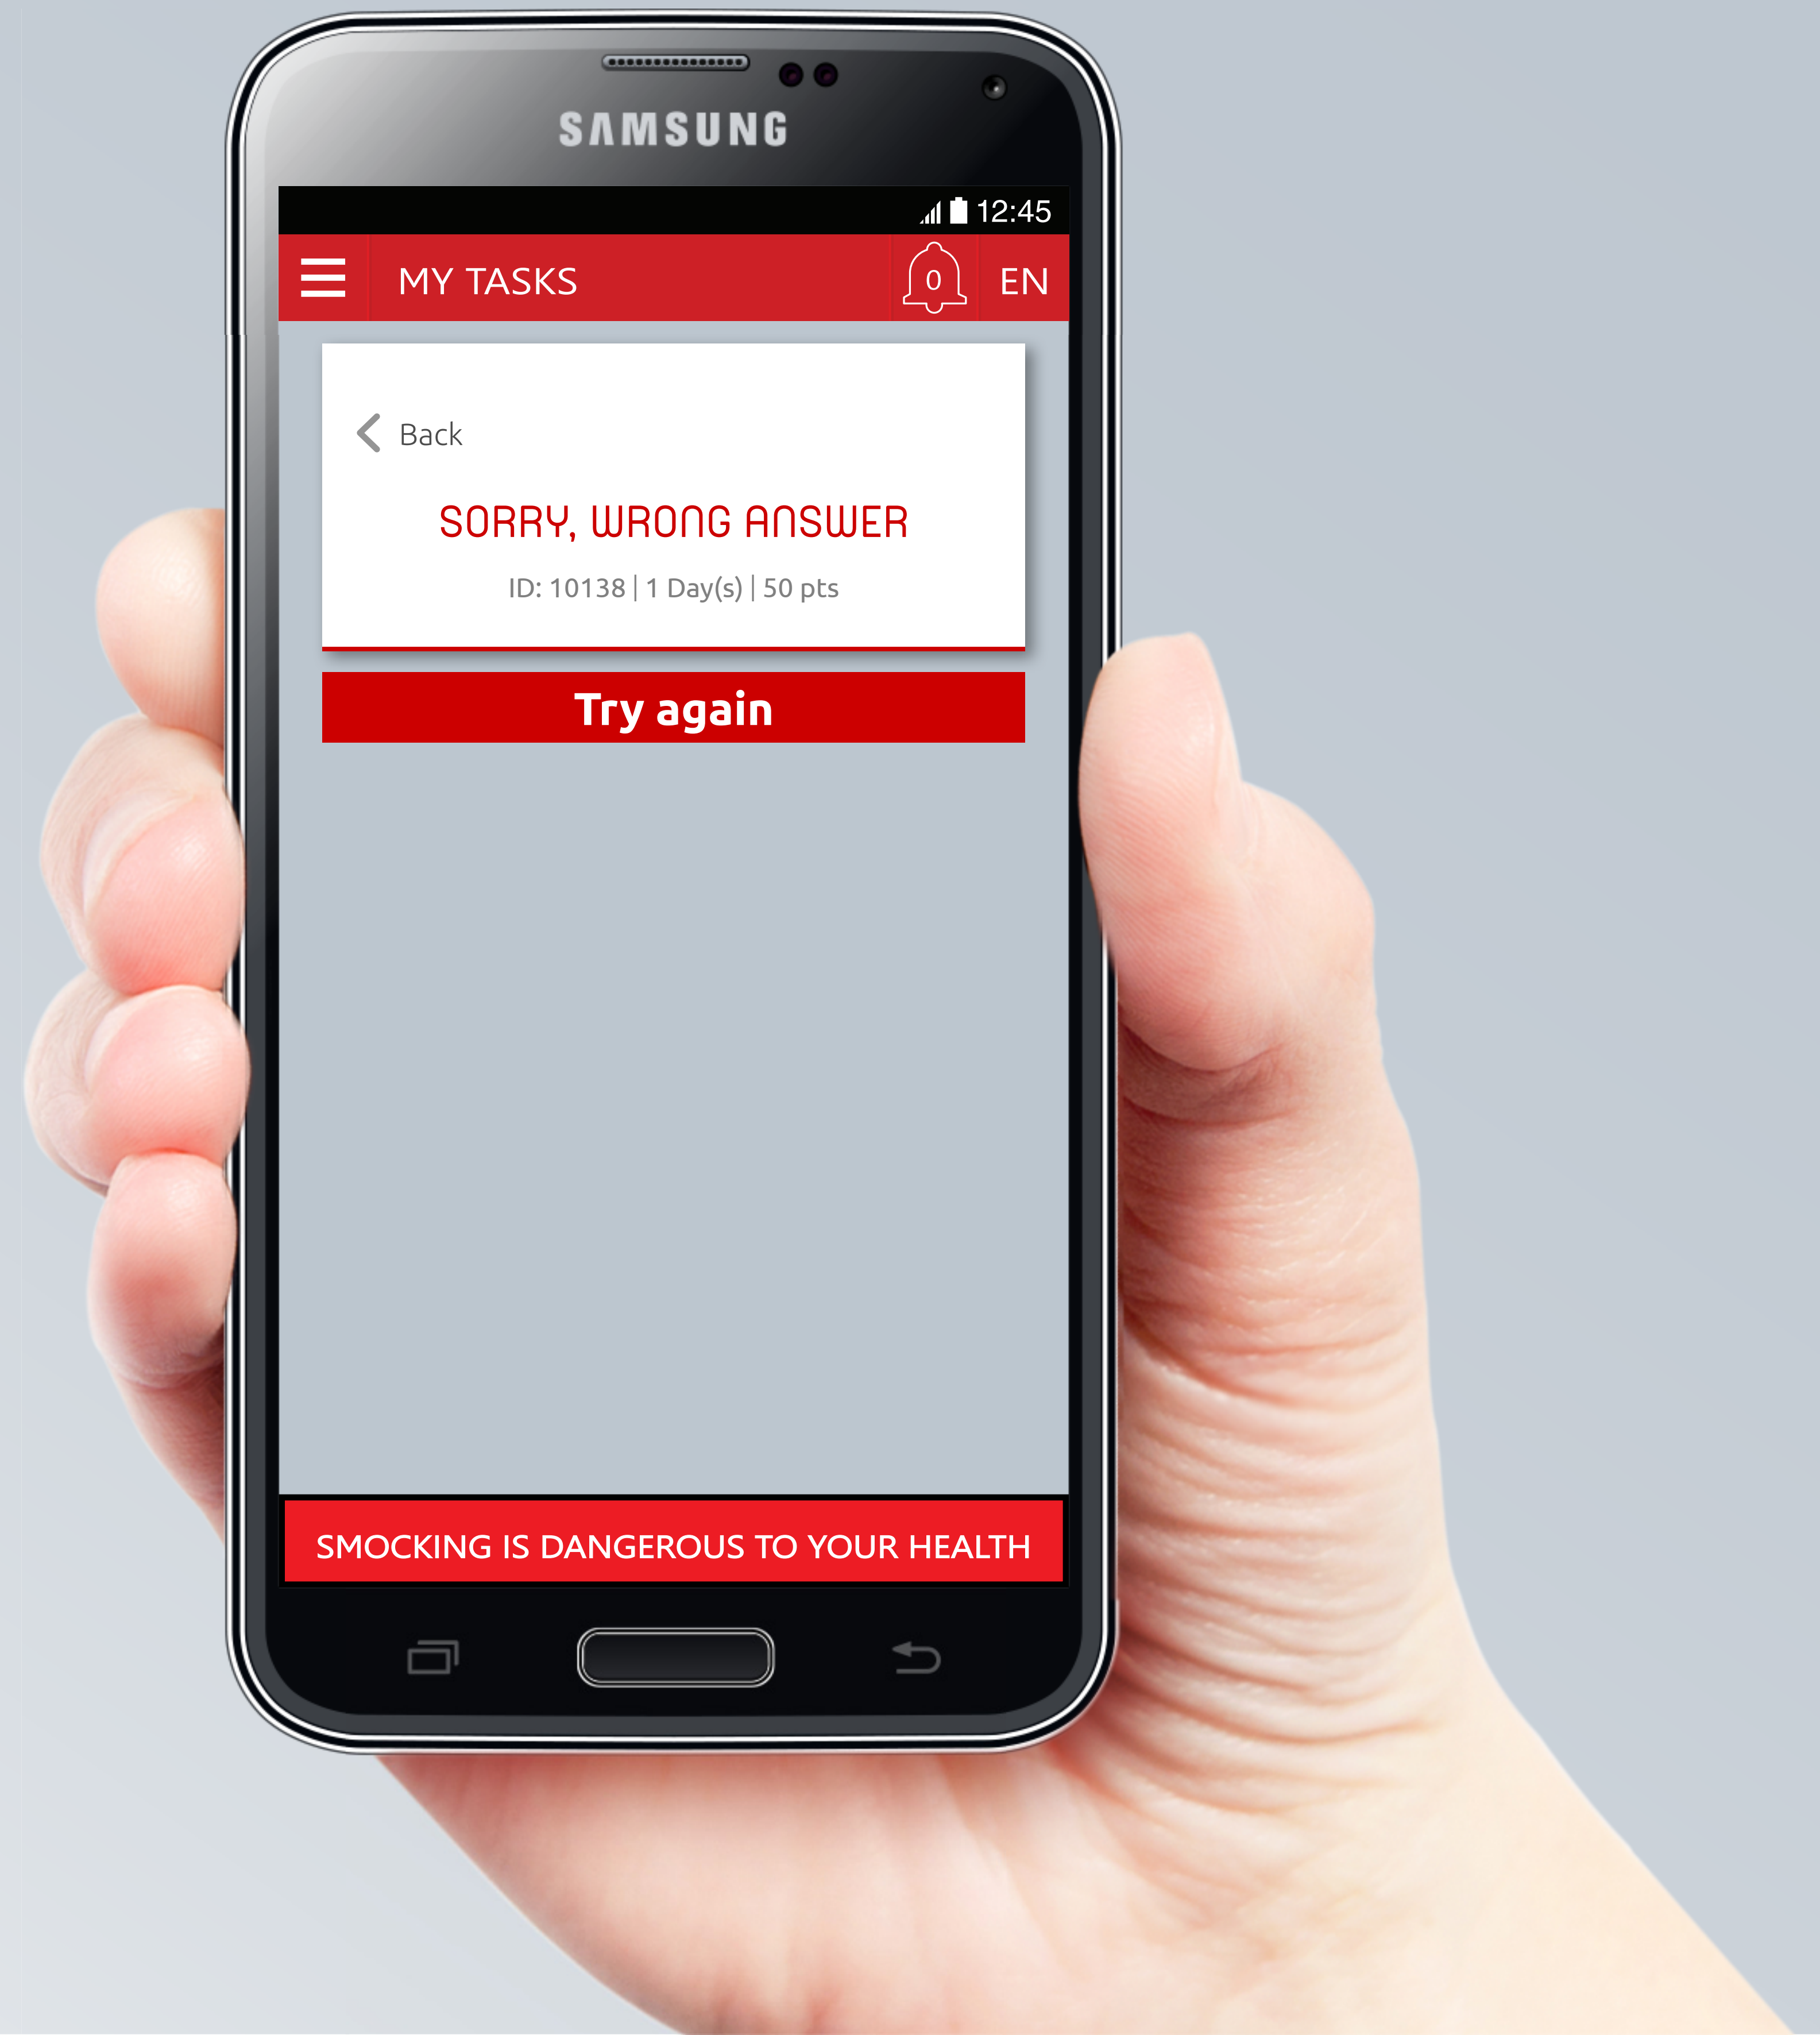 SAMSUNG
12:45
MY TASKS
0
EN
Back
SORRY, WRONG ANSWER
ID: 10138 | 1 Day(s) | 50 pts
Try again
SMOCKING IS DANGEROUS TO YOUR HEALTH